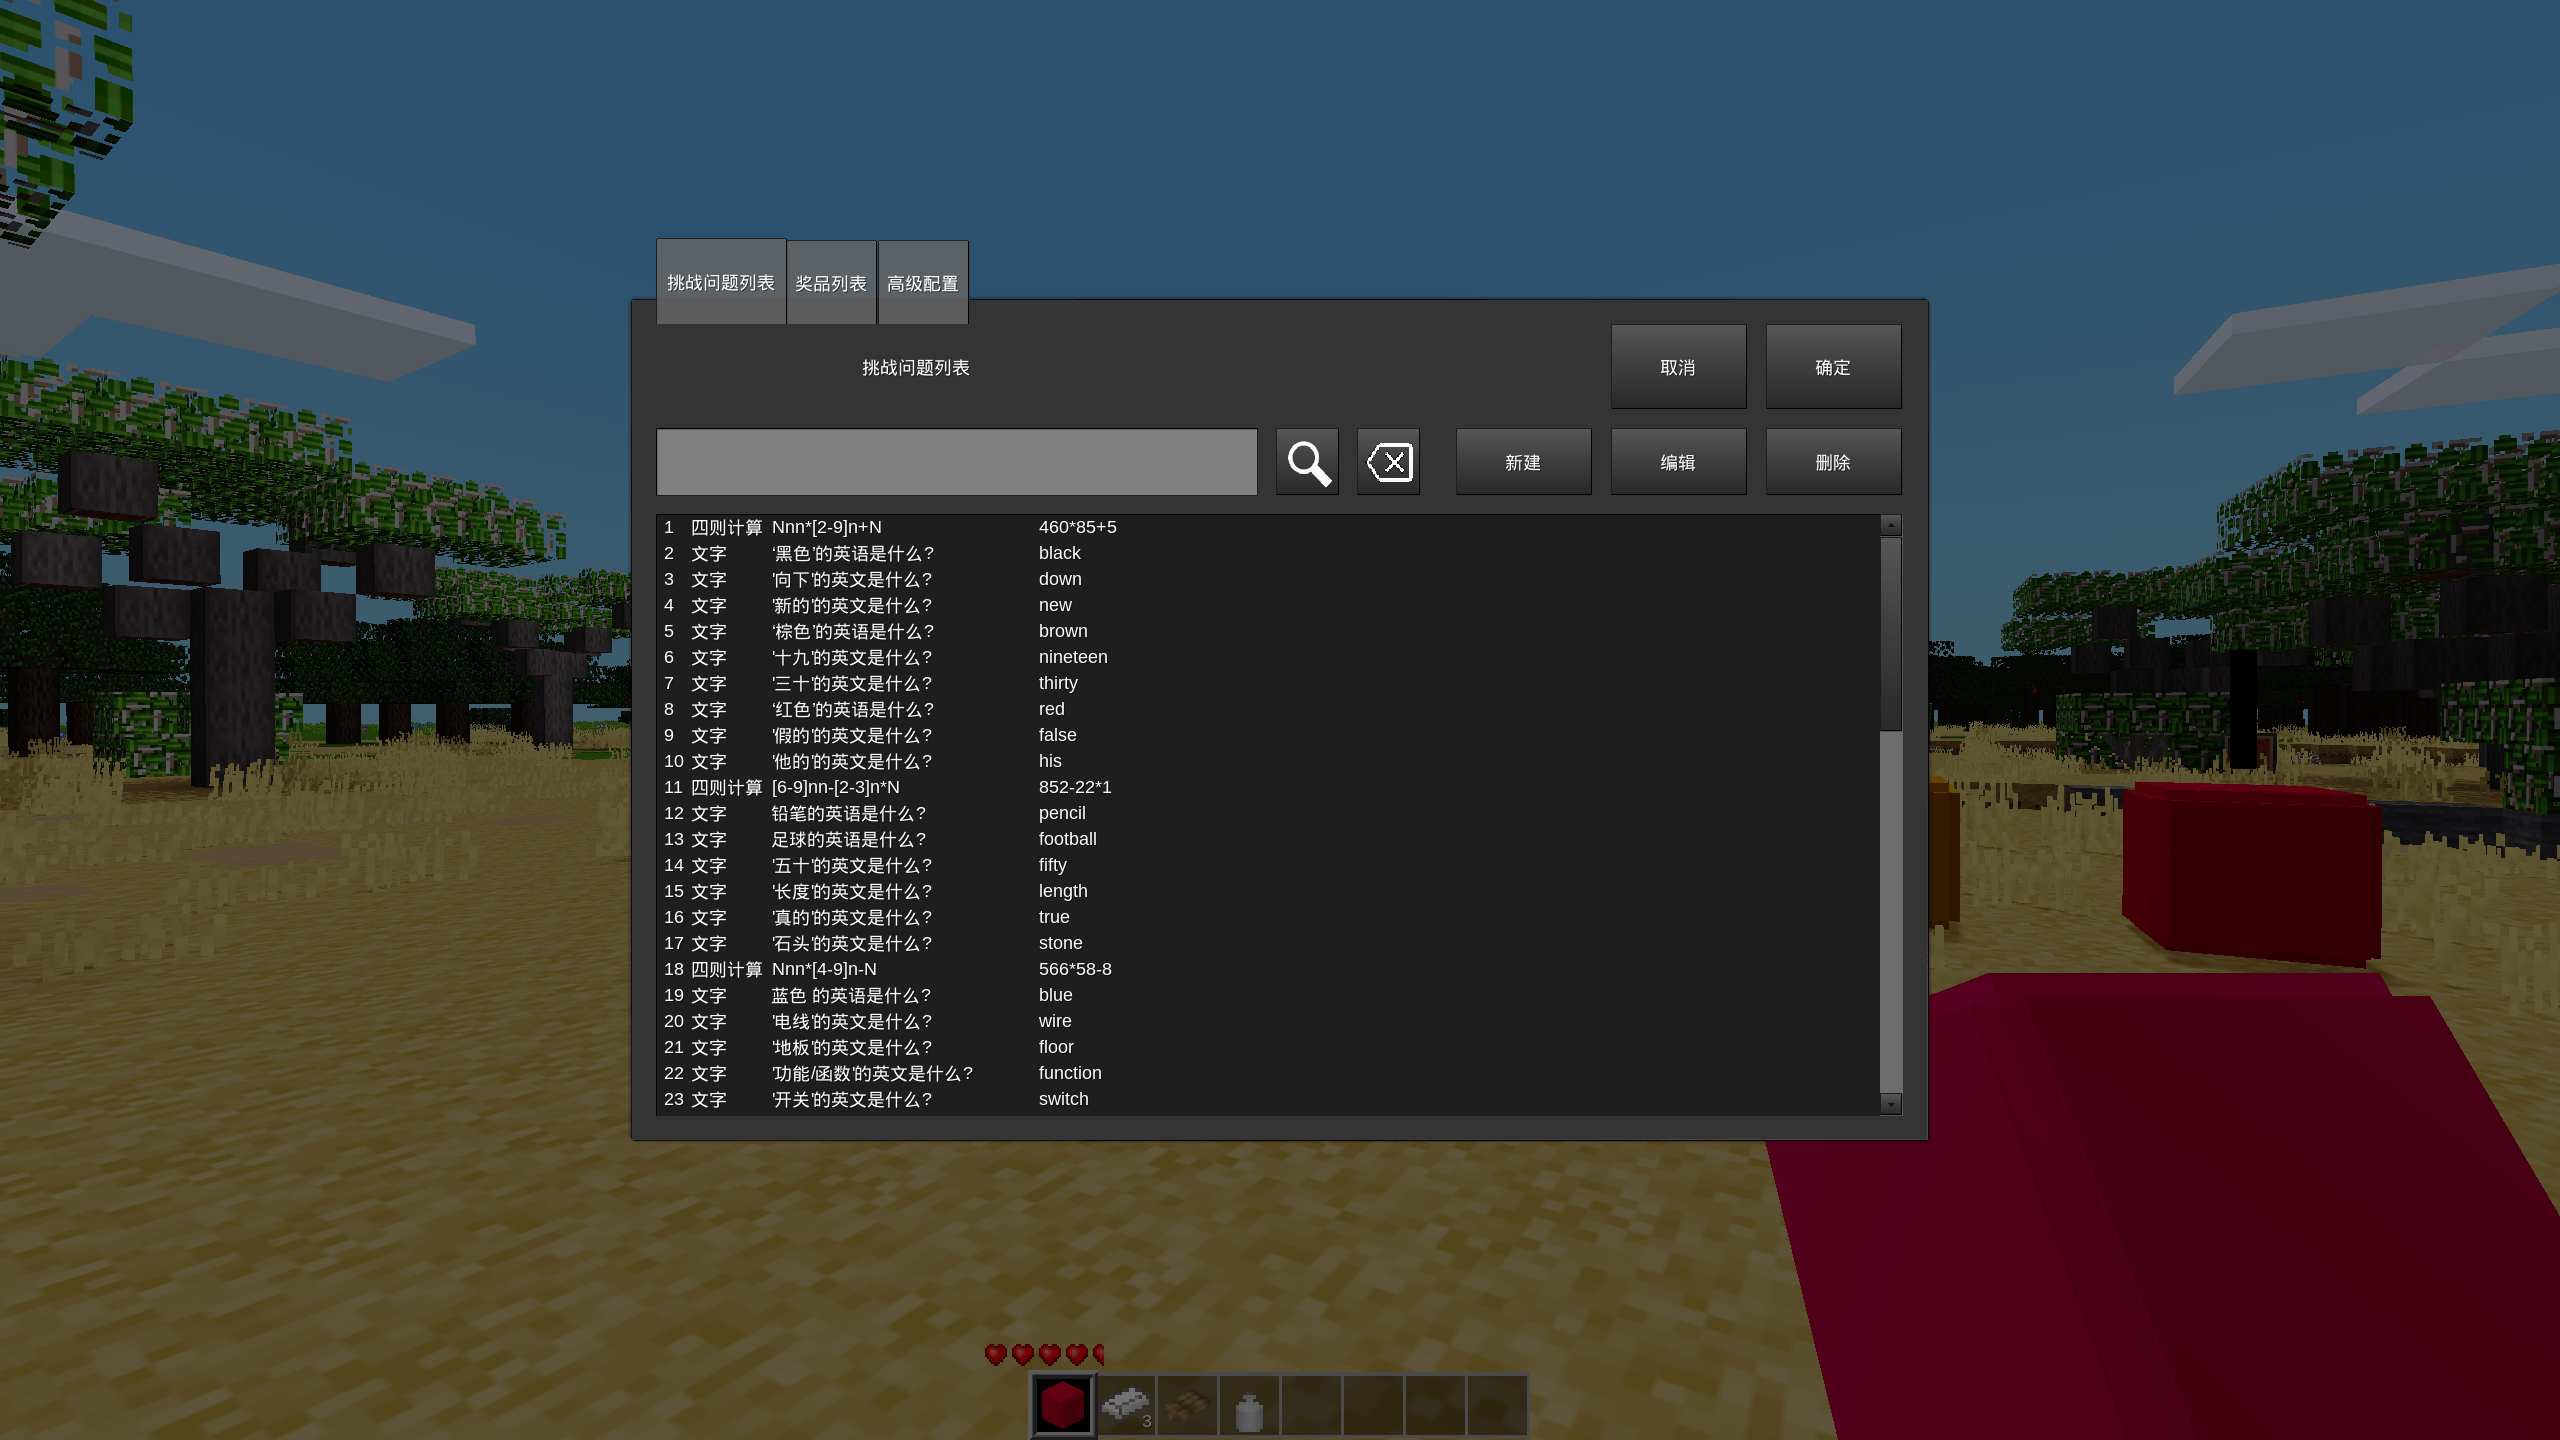 挑战问题列表 奖品列表 高级配置
挑战问题列表 取消 确定
新建 编辑 删除
1 四则计算 Nnn*[2-9]n+N 460*85+5
2 文字 ‘黑色’的英语是什么? black
3 文字 '向下'的英文是什么? down
4 文字 '新的'的英文是什么? new
5 文字 ‘棕色’的英语是什么? brown
6 文字 '十九'的英文是什么? nineteen
7 文字 '三十'的英文是什么? thirty
8 文字 ‘红色’的英语是什么? red
9 文字 '假的'的英文是什么? false
10 文字 '他的'的英文是什么? his
11 四则计算 [6-9]nn-[2-3]n*N 852-22*1
12 文字 铅笔的英语是什么? pencil
13 文字 足球的英语是什么? football
14 文字 '五十'的英文是什么? fifty
15 文字 '长度'的英文是什么? length
16 文字 '真的'的英文是什么? true
17 文字 '石头'的英文是什么? stone
18 四则计算 Nnn*[4-9]n-N 566*58-8
19 文字 蓝色 的英语是什么? blue
20 文字 '电线'的英文是什么? wire
21 文字 '地板'的英文是什么? floor
22 文字 '功能/函数'的英文是什么? function
23 文字 '开关'的英文是什么? switch
3